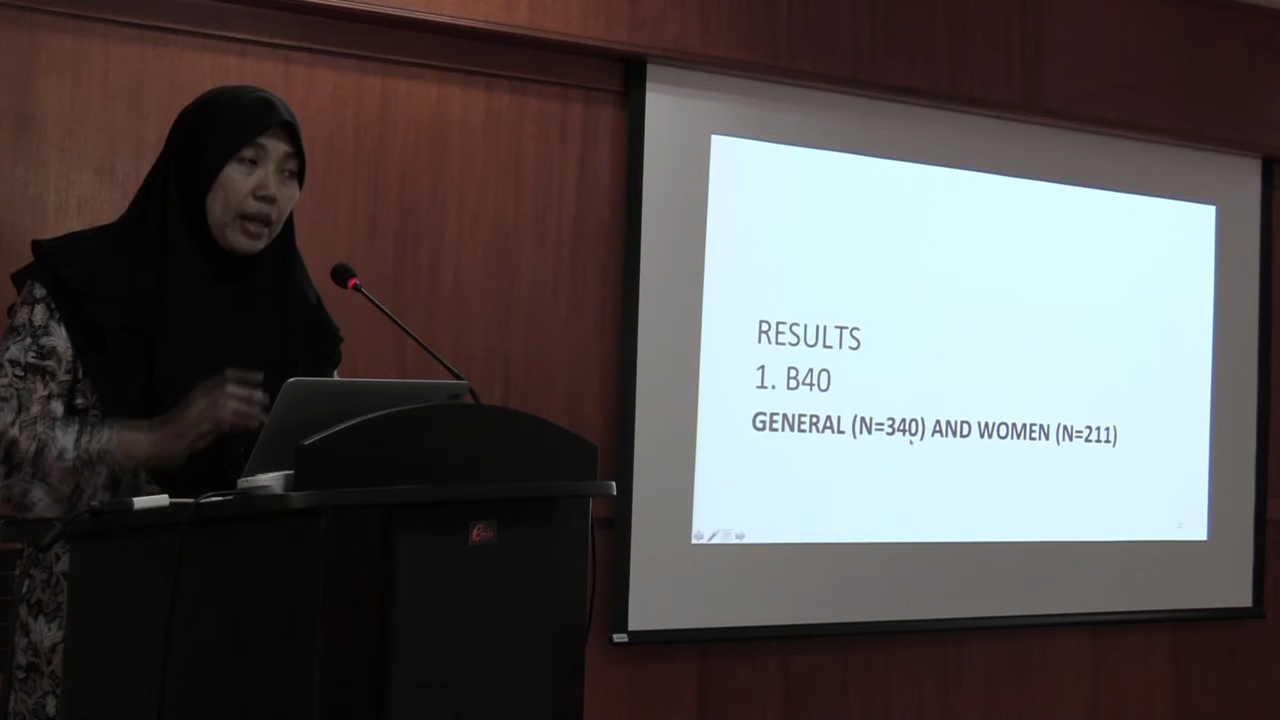 RESULTS
1. B40
GENERAL (N=340) AND WOMEN (N=211)